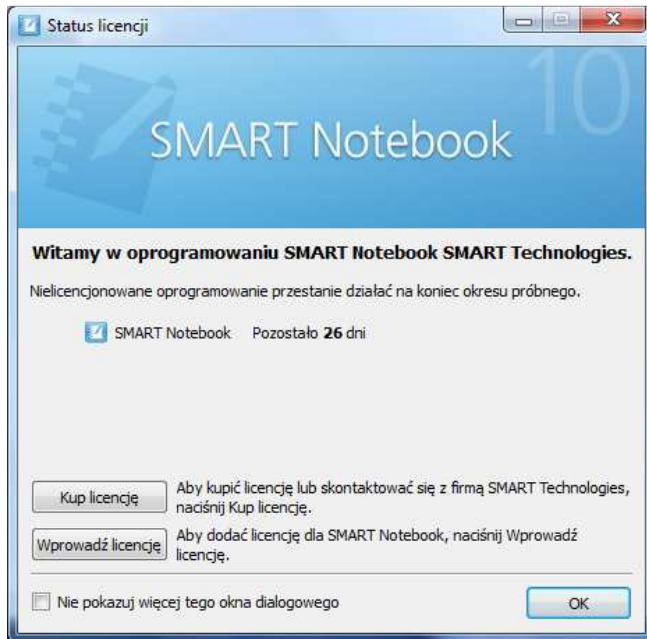 Status licencji
10
SMART Notebook
Witamy w oprogramowaniu SMART Notebook SMART Technologies.
Nielicencjonowane oprogramowanie przestanie działać na koniec okresu próbnego.
SMART Notebook Pozostało 26 dni
Kup licencję
Aby kupić licencję lub skontaktować się z firmą SMART Technologies,
naciśnij Kup licencję.
Wprowadź licencję
Aby dodać licencję dla SMART Notebook, naciśnij Wprowadź
licencję.
Nie pokazuj więcej tego okna dialogowego
OK